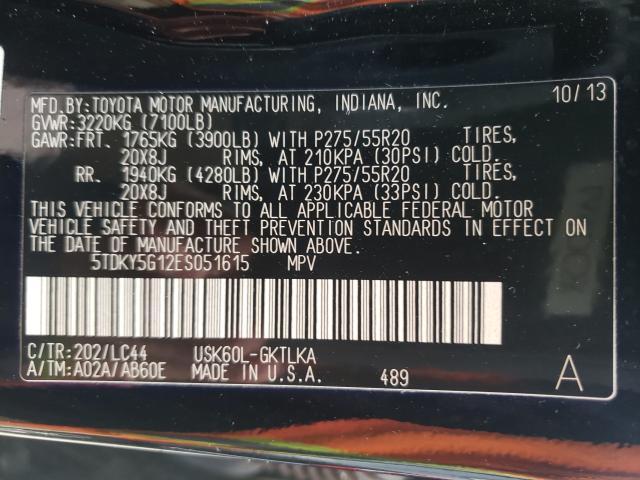 MFD.BY:TOYOTA MOTOR MANUFACTURING, INDIANA, INC. 10/13
GVWR:3220KG (7100LB)
GAWR:FRT. 1765KG (3900LB) WITH P275/55R20 TIRES,
20X8J RIMS, AT 210KPA (30PSI) COLD.
RR. 1940KG (4280LB) WITH P275/55R20 TIRES,
20X8J RIMS, AT 230KPA (33PSI) COLD.
THIS VEHICLE CONFORMS TO ALL APPLICABLE FEDERAL MOTOR
VEHICLE SAFETY AND THEFT PREVENTION STANDARDS IN EFFECT ON
THE DATE OF MANUFACTURE SHOWN ABOVE.
5TDKY5G12ES051615 MPV
C/TR:202/LC44 USK60L-GKTLKA
A/TM:A02A/AB60E MADE IN U.S.A. 489 A